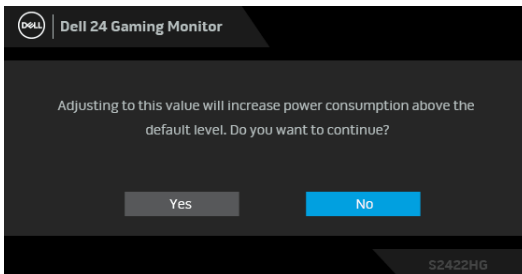 DELL
Dell 24 Gaming Monitor
Adjusting to this value will increase power consumption above the
default level. Do you want to continue?
Yes
No
S2422HG